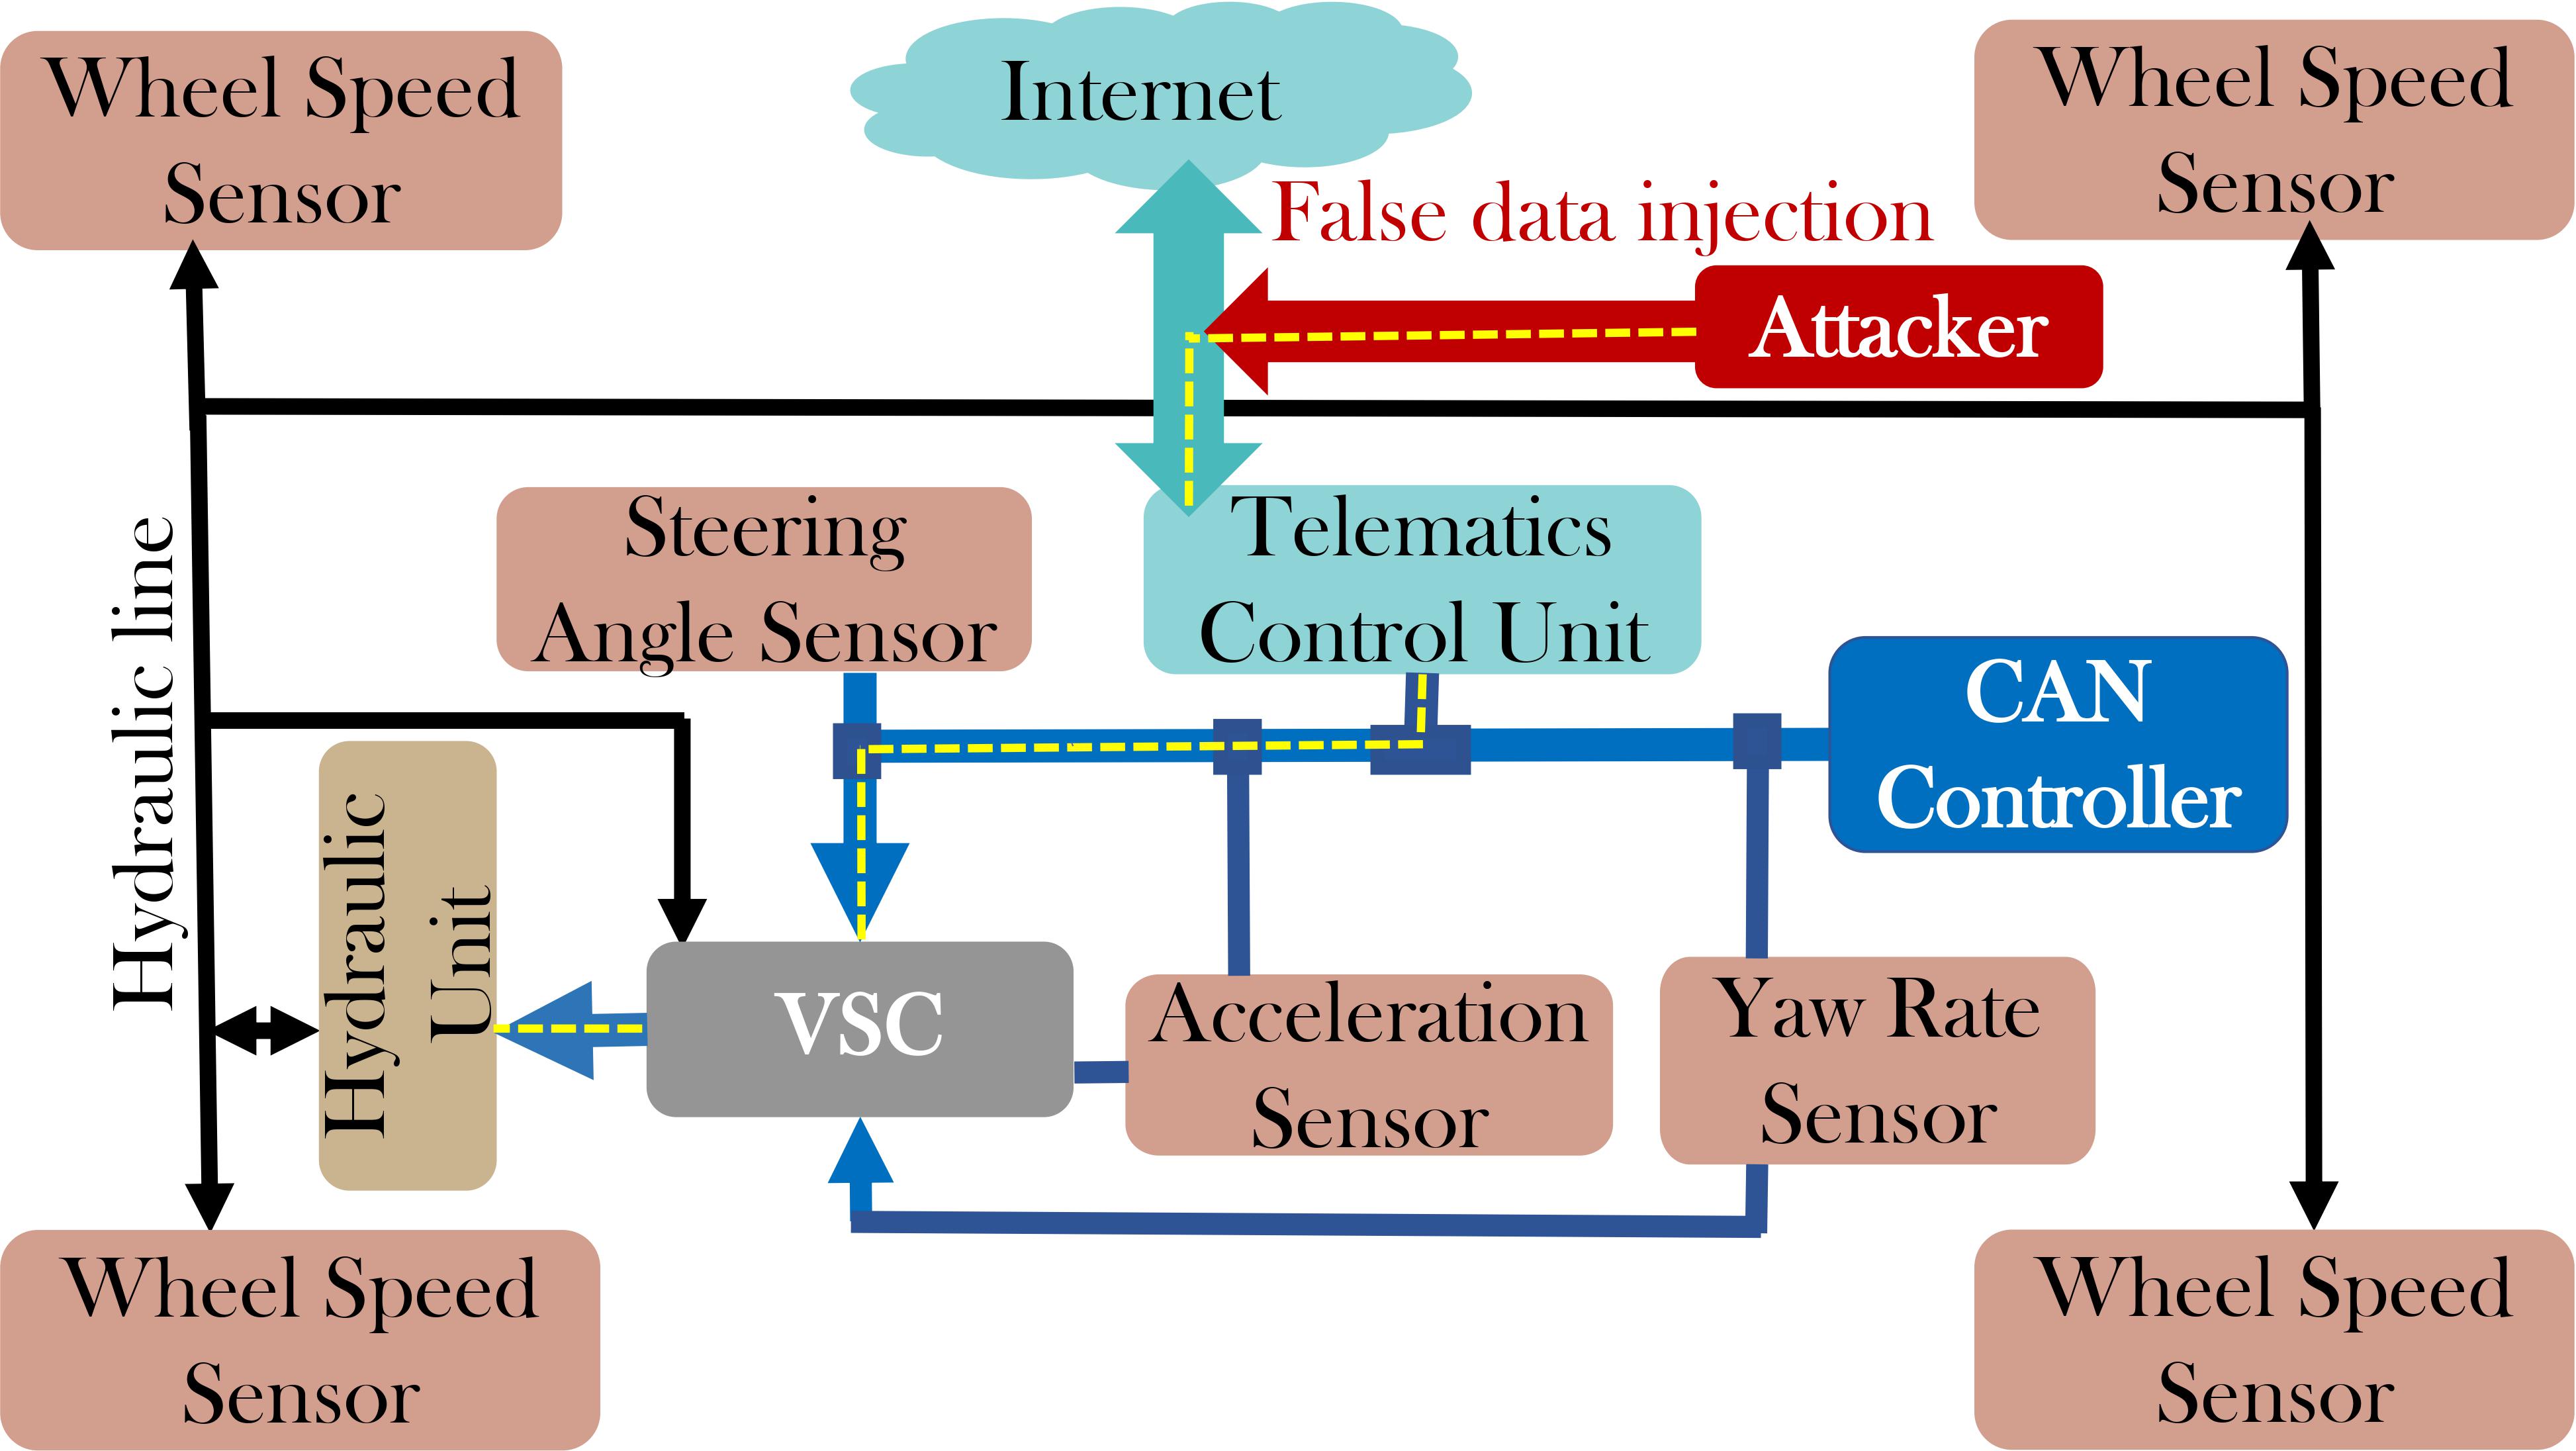 Wheel Speed
Sensor
Internet
Wheel Speed
Sensor
False data injection
Attacker
Hydraulic line
Steering
Angle Sensor
Telematics
Control Unit
CAN
Controller
Hydraulic
Unit
VSC
Acceleration
Sensor
Yaw Rate
Sensor
Wheel Speed
Sensor
Wheel Speed
Sensor